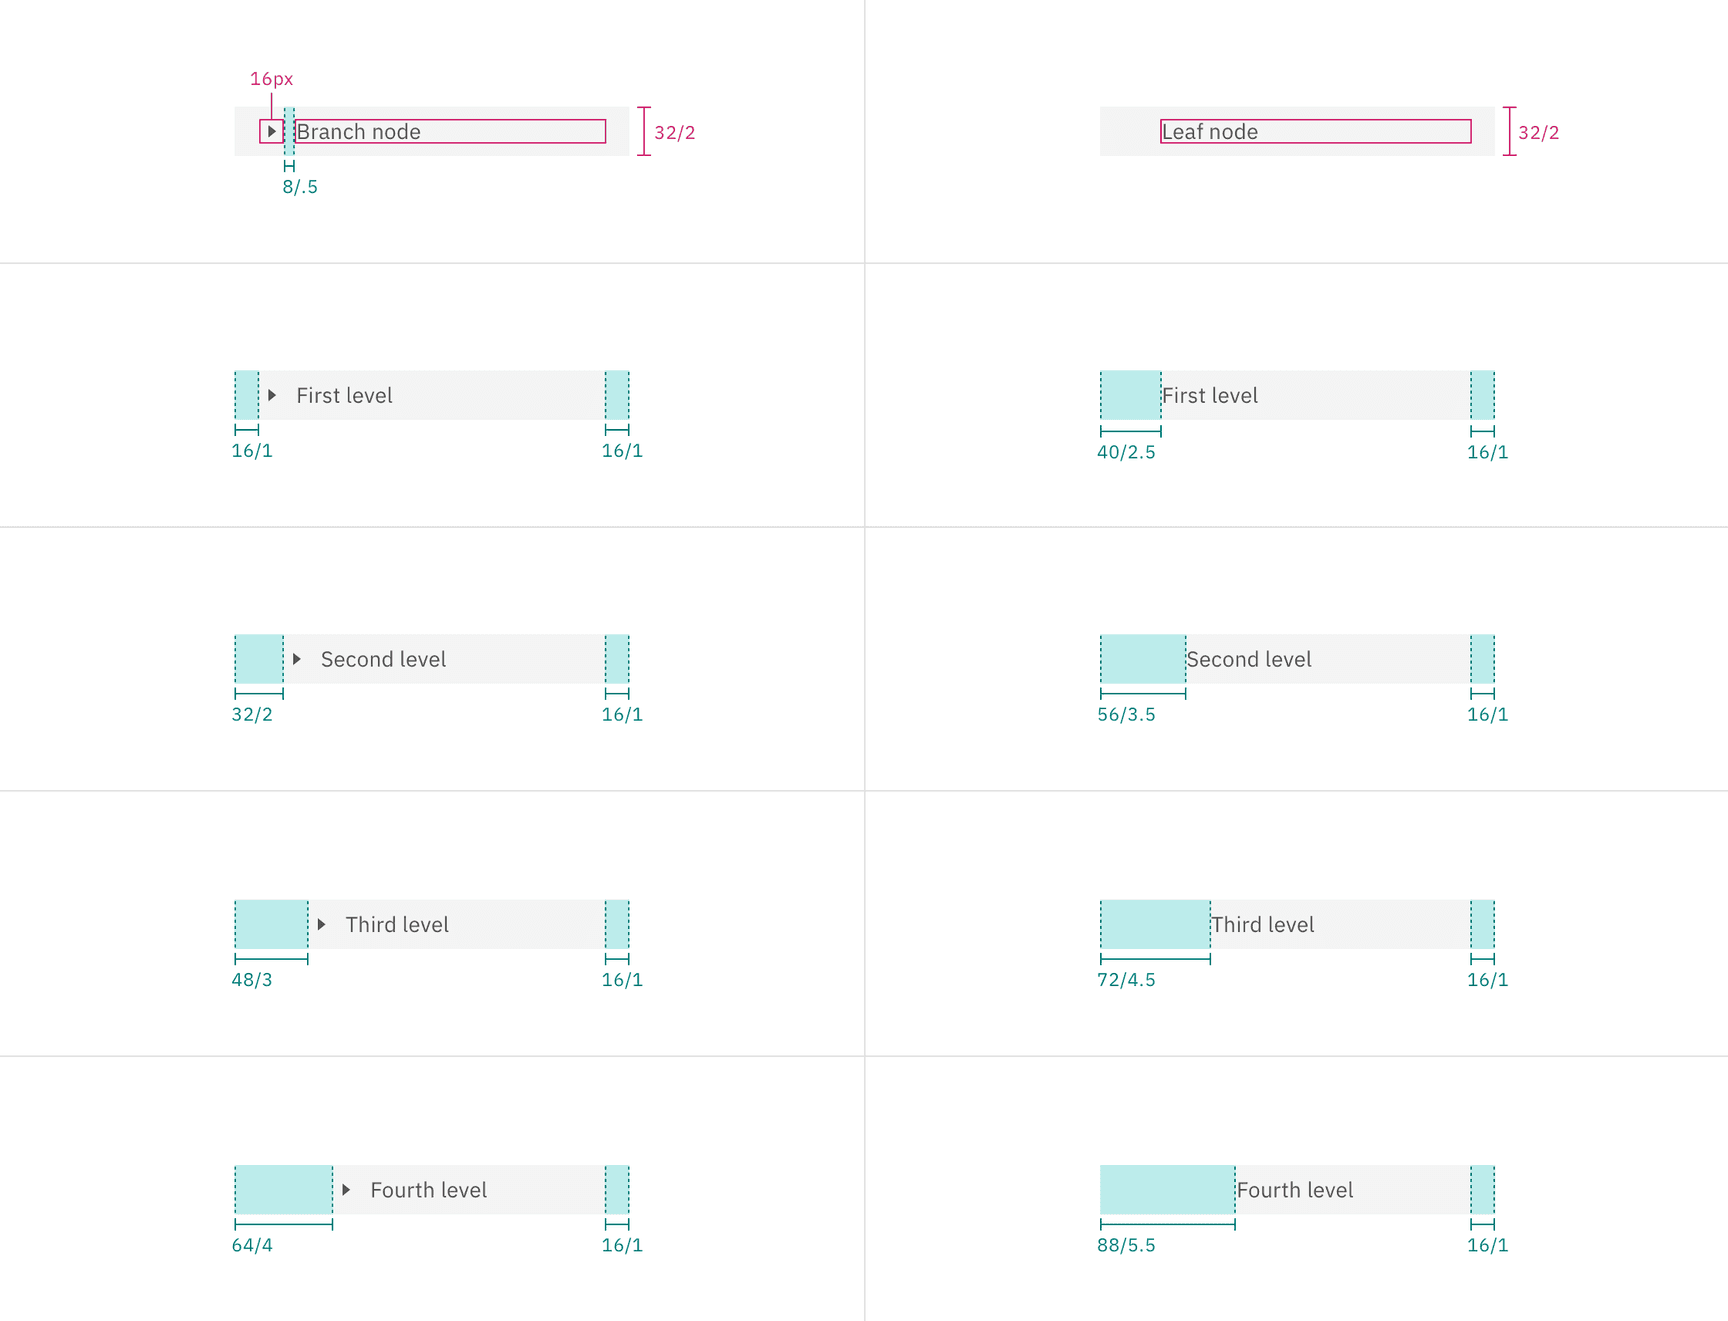 16px
Branch node
32/2
8/.5
Leaf node
32/2
First level
16/1
16/1
First level
40/2.5
16/1
Second level
32/2
16/1
Second level
56/3.5
16/1
Third level
48/3
16/1
Third level
72/4.5
16/1
Fourth level
64/4
16/1
Fourth level
88/5.5
16/1